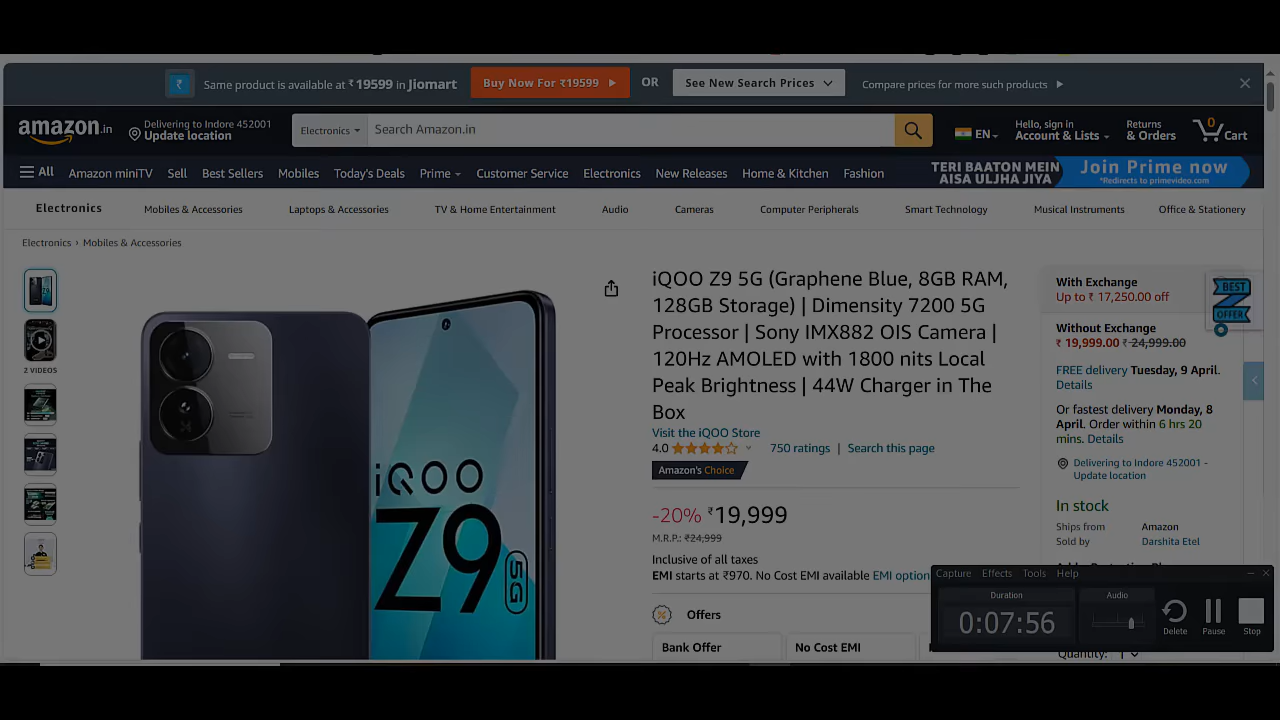 Same product is available at ₹19599 in Jiomart
Buy Now For ₹19599
OR
See New Search Prices
Compare prices for more such products
amazon.in
Delivering to Indore 452001
Update location
Electronics
Search Amazon.in
EN
Hello, sign in
Account & Lists
Returns
& Orders
0
Cart
All
Amazon miniTV
Sell
Best Sellers
Mobiles
Today's Deals
Prime
Customer Service
Electronics
New Releases
Home & Kitchen
Fashion
TERI BAATON MEIN
AISA ULJHA JIYA
Join Prime now
*Redirects to primevideo.com
Electronics
Mobiles & Accessories
Laptops & Accessories
TV & Home Entertainment
Audio
Cameras
Computer Peripherals
Smart Technology
Musical Instruments
Office & Stationery
Electronics › Mobiles & Accessories
2 VIDEOS
iQOO
Z9
5G
iQOO Z9 5G (Graphene Blue, 8GB RAM,
128GB Storage) | Dimensity 7200 5G
Processor | Sony IMX882 OIS Camera |
120Hz AMOLED with 1800 nits Local
Peak Brightness | 44W Charger in The
Box
Visit the iQOO Store
4.0
750 ratings | Search this page
Amazon's Choice
-20% ₹19,999
M.R.P.: ₹24,999
Inclusive of all taxes
EMI starts at ₹970. No Cost EMI available EMI option
Offers
Bank Offer
No Cost EMI
With Exchange
Up to ₹ 17,250.00 off
BEST
OFFER
Without Exchange
₹ 19,999.00 ₹ 24,999.00
FREE delivery Tuesday, 9 April.
Details
Or fastest delivery Monday, 8
April. Order within 6 hrs 20
mins. Details
Delivering to Indore 452001 -
Update location
In stock
Ships from Amazon
Sold by Darshita Etel
Capture
Effects
Tools
Help
Duration
0:07:56
Audio
Delete
Pause
Stop
Quantity: 1